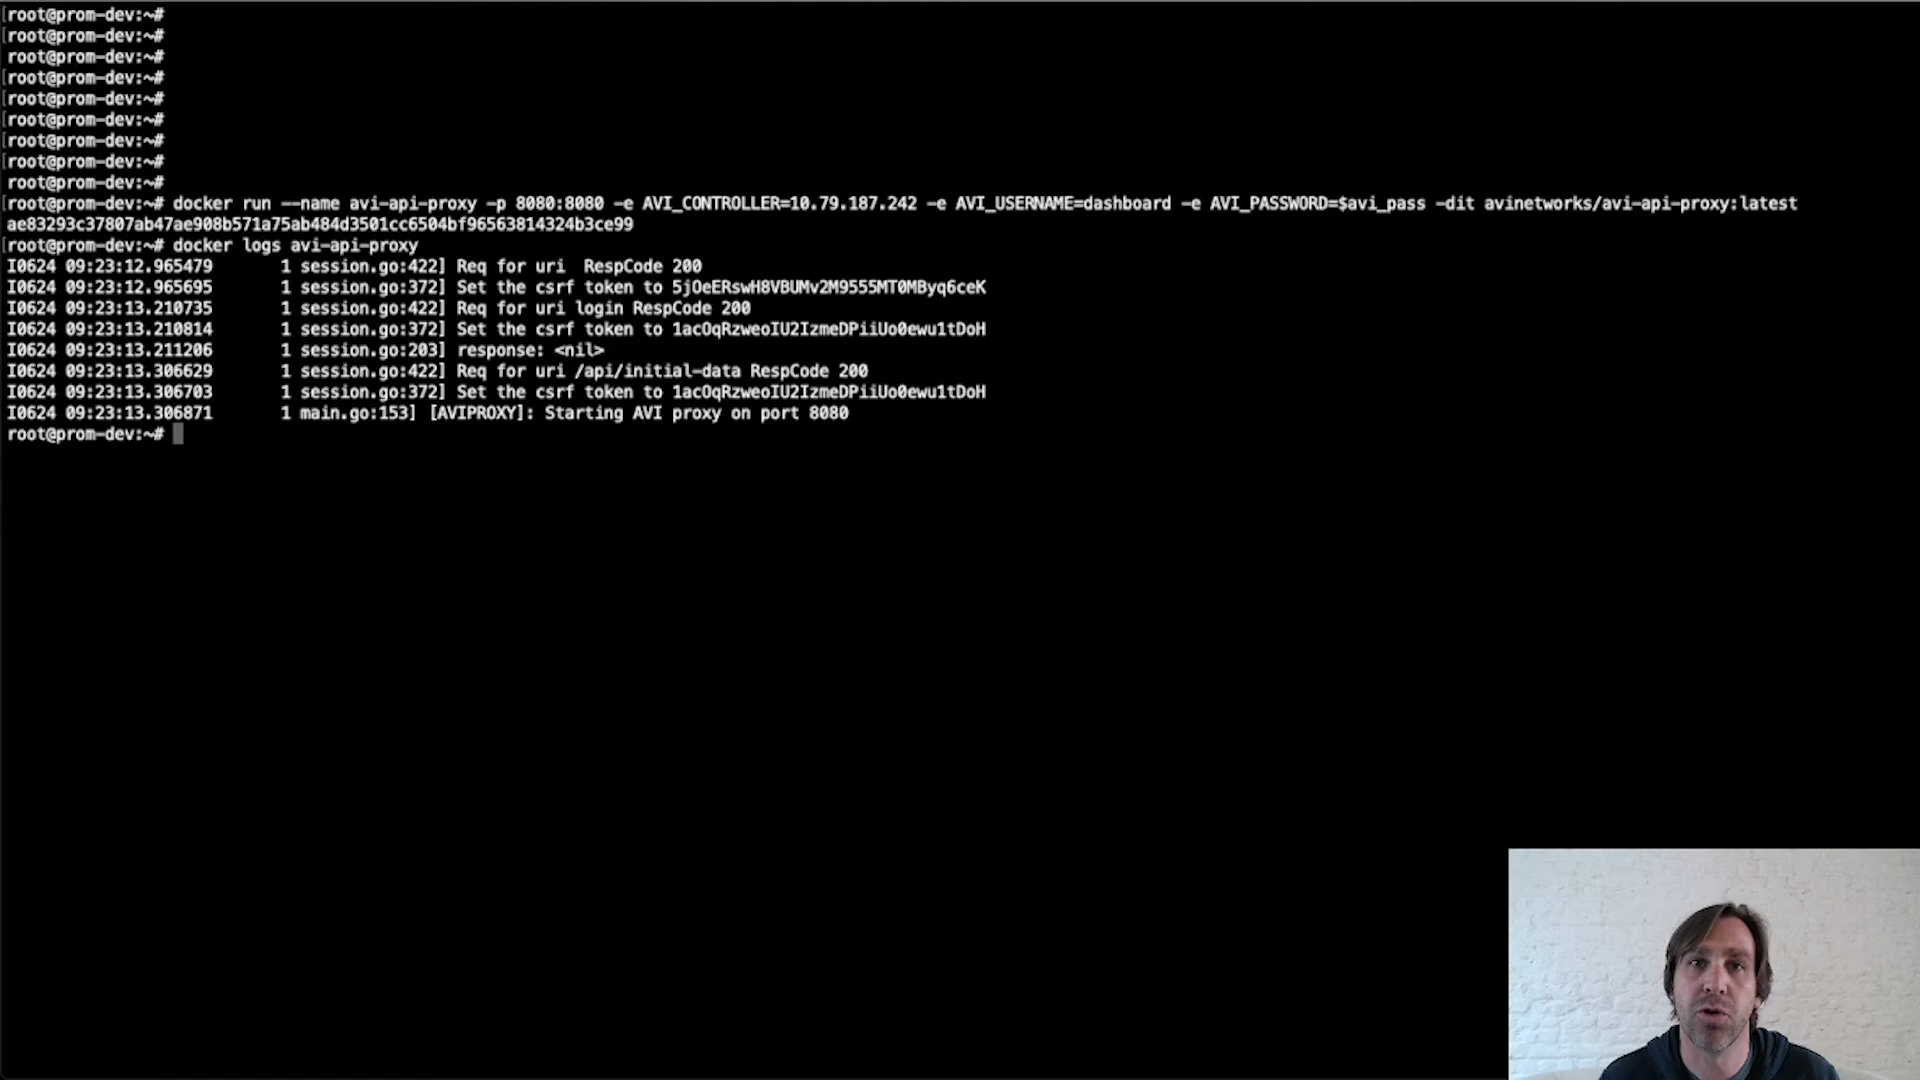 [root@prom-dev:~#
[root@prom-dev:~#
root@prom-dev:~#
[root@prom-dev:~#
[root@prom-dev:~#
[root@prom-dev:~#
[root@prom-dev:~#
[root@prom-dev:~#
root@prom-dev:~#
[root@prom-dev:~# docker run --name avi-api-proxy -p 8080:8080 -e AVI_CONTROLLER=10.79.187.242 -e AVI_USERNAME=dashboard -e AVI_PASSWORD=$avi_pass -dit avinetworks/avi-api-proxy:latest
ae83293c37807ab47ae908b571a75ab484d3501cc6504bf96563814324b3ce99
[root@prom-dev:~# docker logs avi-api-proxy
I0624 09:23:12.965479       1 session.go:422] Req for uri  RespCode 200
I0624 09:23:12.965695       1 session.go:372] Set the csrf token to 5jOeERswH8VBUMv2M9555MT0MByq6ceK
I0624 09:23:13.210735       1 session.go:422] Req for uri login RespCode 200
I0624 09:23:13.210814       1 session.go:372] Set the csrf token to 1acOqRzweoIU2IzmeDPiiUo0ewu1tDoH
I0624 09:23:13.211206       1 session.go:203] response: <nil>
I0624 09:23:13.306629       1 session.go:422] Req for uri /api/initial-data RespCode 200
I0624 09:23:13.306703       1 session.go:372] Set the csrf token to 1acOqRzweoIU2IzmeDPiiUo0ewu1tDoH
I0624 09:23:13.306871       1 main.go:153] [AVIPROXY]: Starting AVI proxy on port 8080
root@prom-dev:~#